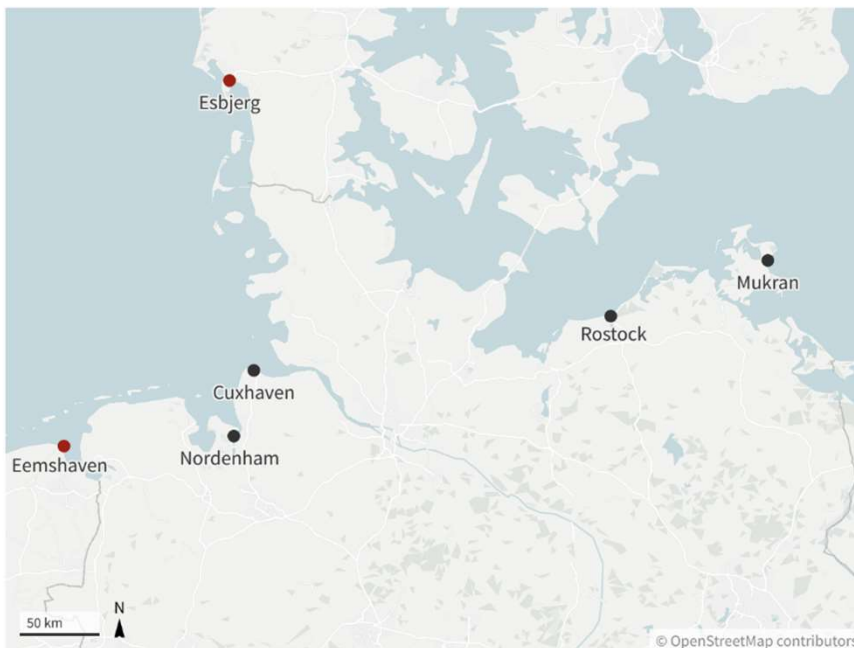 Esbjerg
Mukran
Rostock
Cuxhaven
Nordenham
Eemshaven
50 km
N
© OpenStreetMap contributors